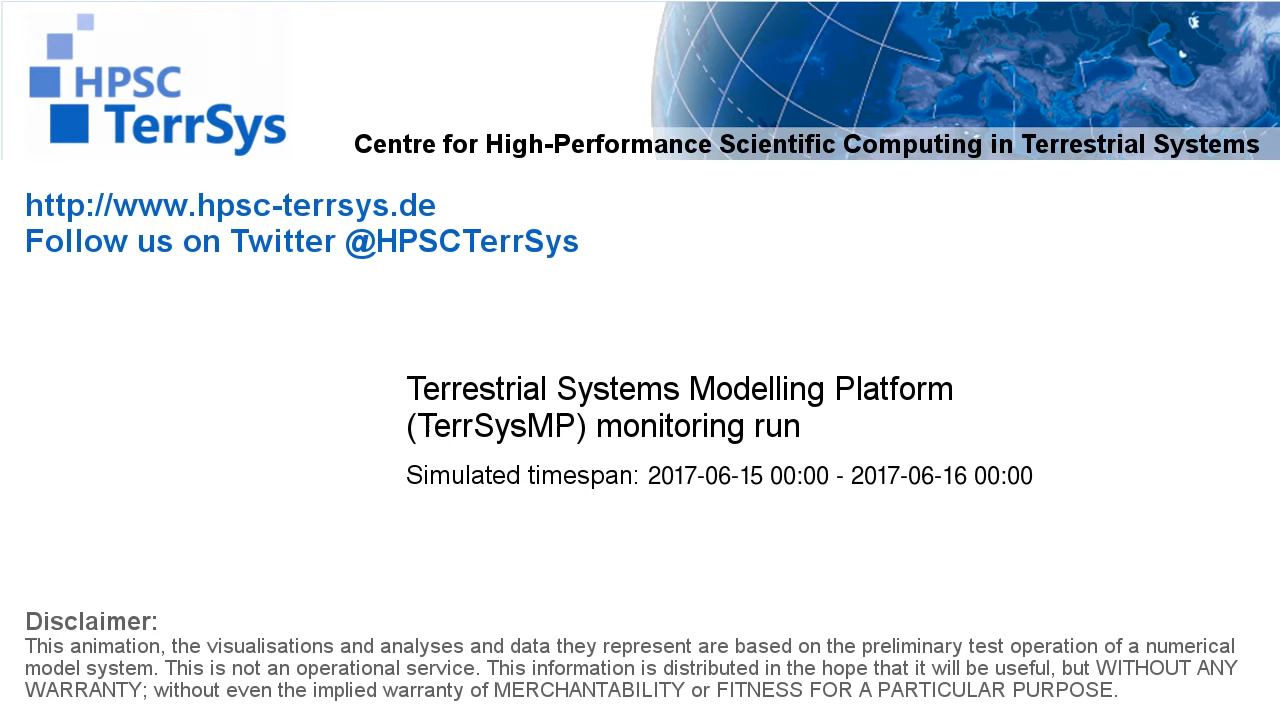 HPSC
TerrSys
Centre for High-Performance Scientific Computing in Terrestrial Systems
http://www.hpsc-terrsys.de
Follow us on Twitter @HPSCTerrSys
Terrestrial Systems Modelling Platform
(TerrSysMP) monitoring run
Simulated timespan: 2017-06-15 00:00 - 2017-06-16 00:00
Disclaimer:
This animation, the visualisations and analyses and data they represent are based on the preliminary test operation of a numerical
model system. This is not an operational service. This information is distributed in the hope that it will be useful, but WITHOUT ANY
WARRANTY; without even the implied warranty of MERCHANTABILITY or FITNESS FOR A PARTICULAR PURPOSE.